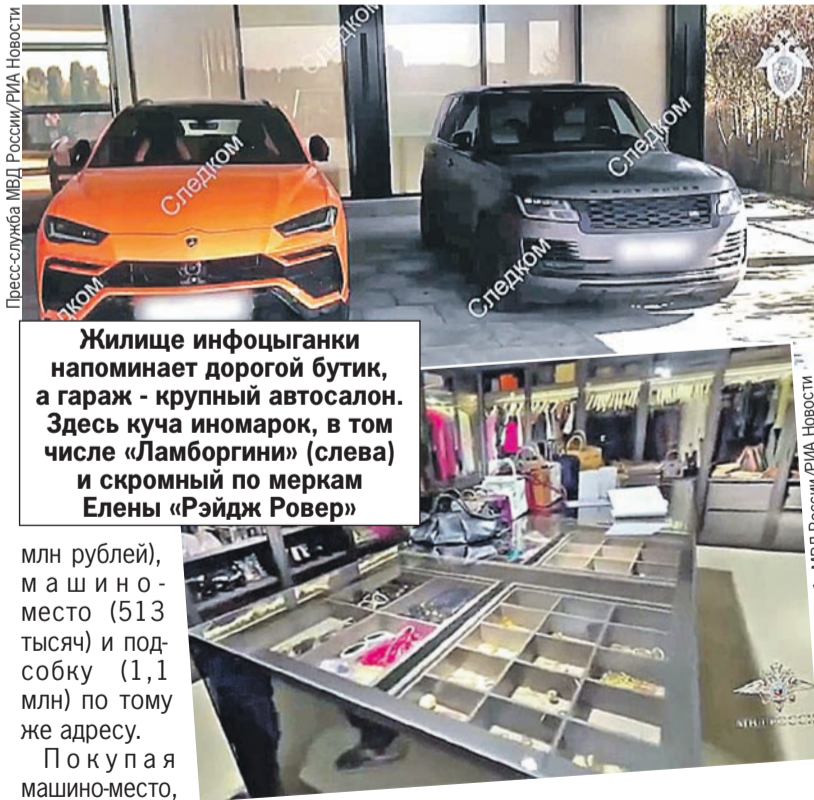 Пресс-служба МВД России/РИА Новости
Следком
Следком
Следком
Следком
Следком
ROVER
Жилище инфоцыганки
напоминает дорогой бутик,
а гараж - крупный автосалон.
Здесь куча иномарок, в том
числе «Ламборгини» (слева)
и скромный по меркам
Елены «Рэйдж Ровер»
МВД России/РИА Новости
МВД РОССИИ
млн рублей),
машино-
место (513
тысяч) и под-
собку (1,1
млн) по тому
же адресу.
Покупая
машино-место,